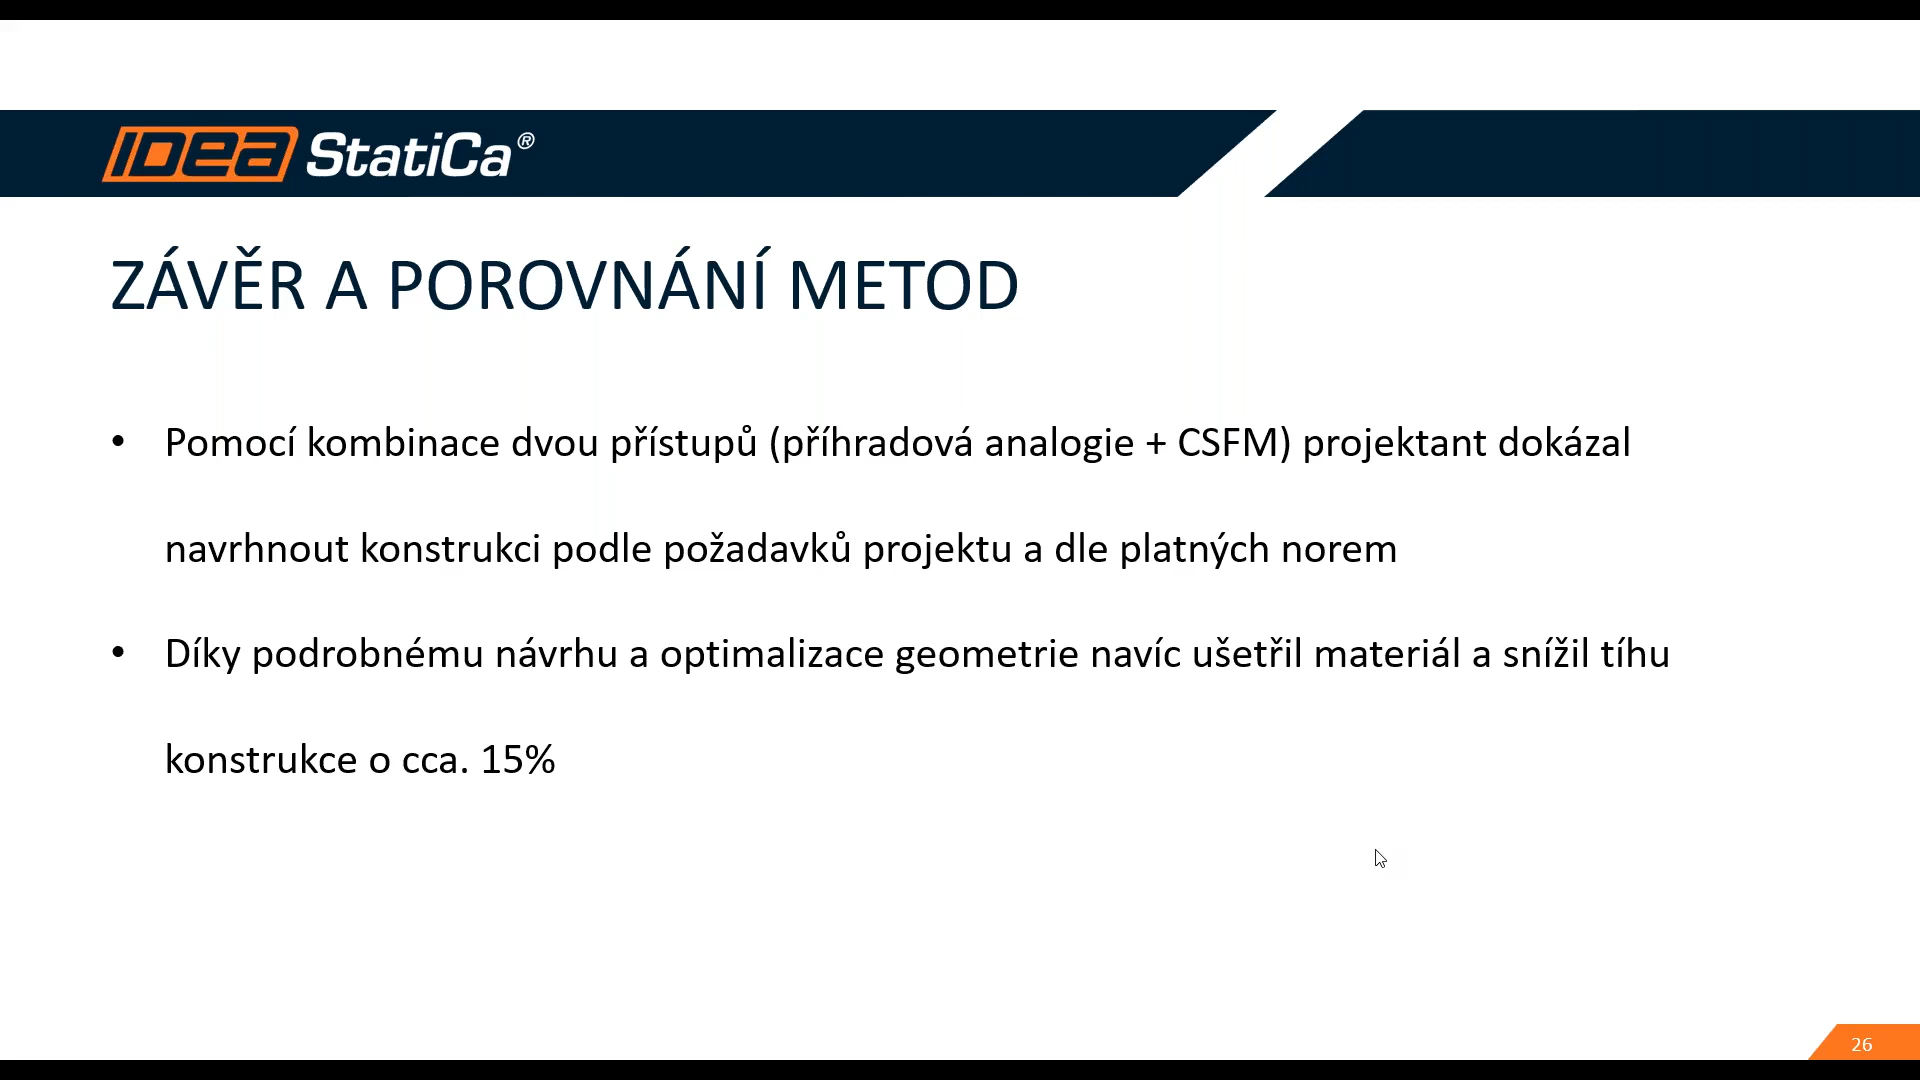 IDEA StatiCa®
ZÁVĚR A POROVNÁNÍ METOD
• Pomocí kombinace dvou přístupů (příhradová analogie + CSFM) projektant dokázal
navrhnout konstrukci podle požadavků projektu a dle platných norem
• Díky podrobnému návrhu a optimalizace geometrie navíc ušetřil materiál a snížil tíhu
konstrukce o cca. 15%
26